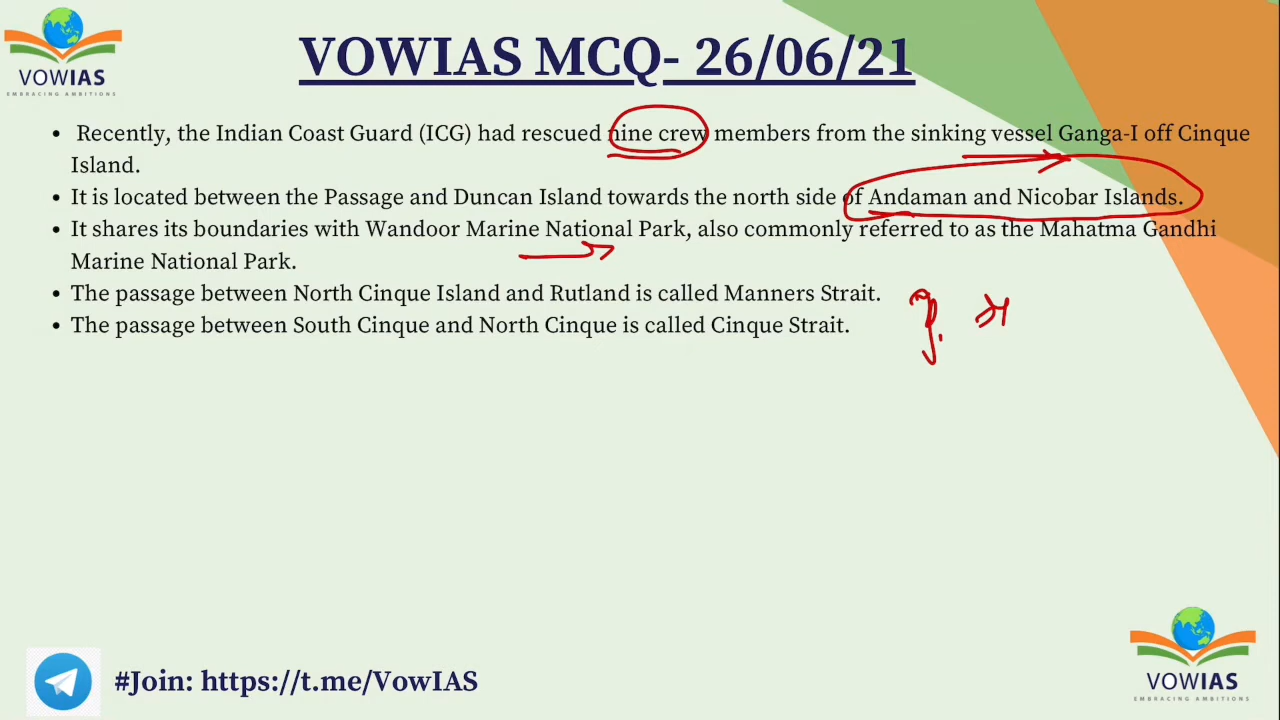 VOWIAS
EMBRACING AMBITIONS
VOWIAS MCQ- 26/06/21
• Recently, the Indian Coast Guard (ICG) had rescued nine crew members from the sinking vessel Ganga-I off Cinque
Island.
• It is located between the Passage and Duncan Island towards the north side of Andaman and Nicobar Islands.
• It shares its boundaries with Wandoor Marine National Park, also commonly referred to as the Mahatma Gandhi
Marine National Park.
• The passage between North Cinque Island and Rutland is called Manners Strait.
• The passage between South Cinque and North Cinque is called Cinque Strait.
#Join: https://t.me/VowIAS
VOWIAS
EMBRACING AMBITIONS